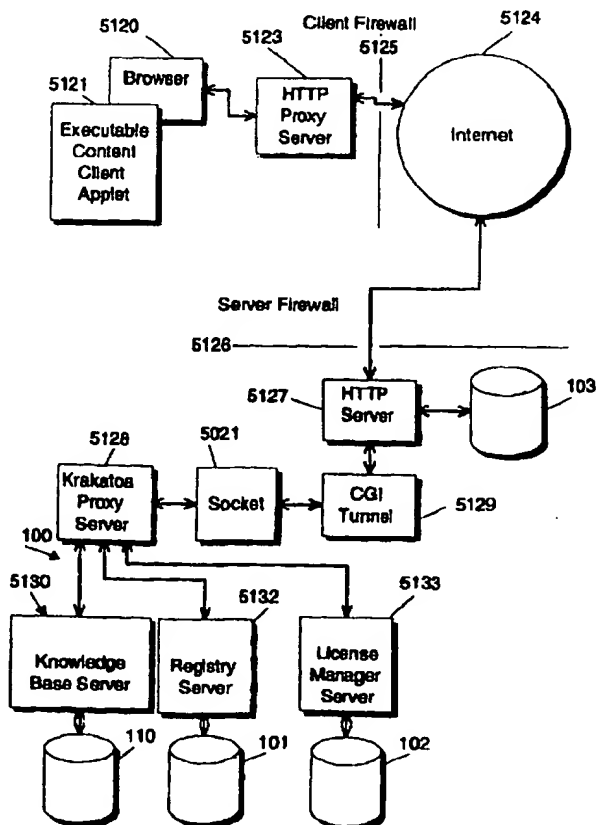 Client Firewall
5120
5123
5125
5124
5121
Browser
HTTP
Proxy
Server
Internet
Executable
Content
Client
Applet
Server Firewall
5126
5127
HTTP
Server
103
5128
5021
Krakatoa
Proxy
Server
Socket
CGI
Tunnel
5129
100
5130
5132
5133
Knowledge
Base Server
Registry
Server
License
Manager
Server
110
101
102